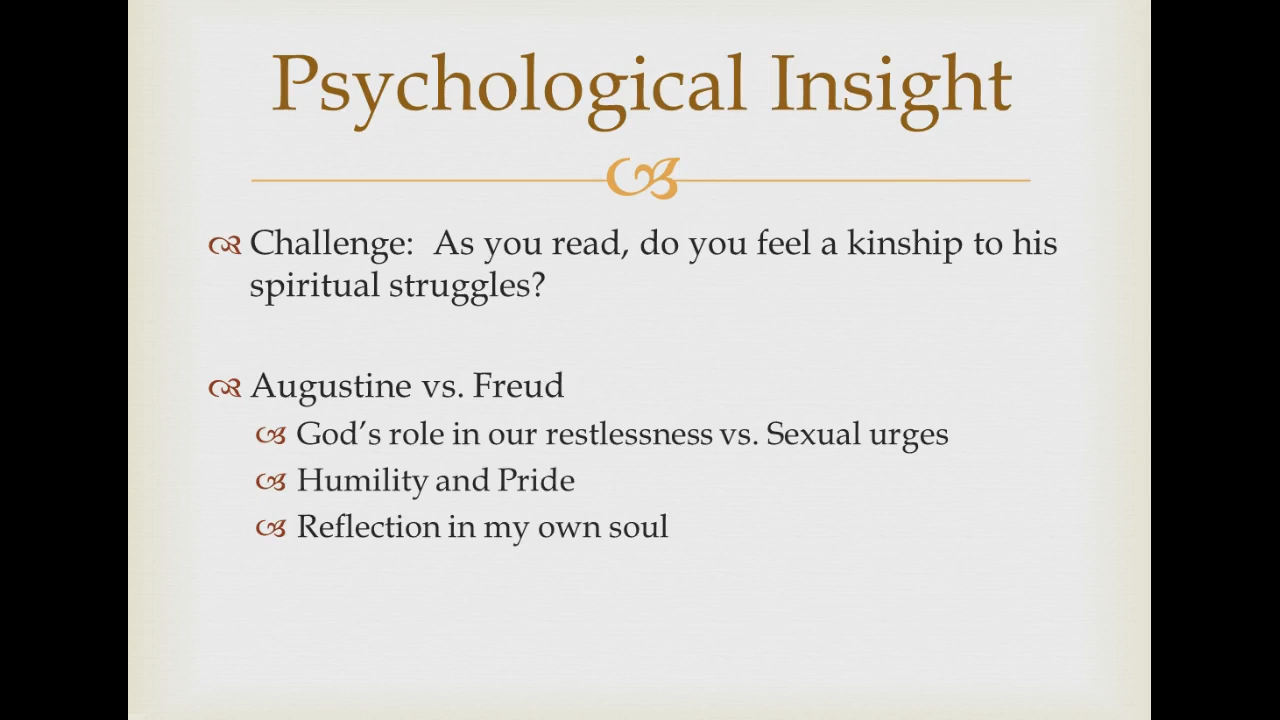 Psychological Insight
Challenge:  As you read, do you feel a kinship to his
spiritual struggles?
Augustine vs. Freud
God’s role in our restlessness vs. Sexual urges
Humility and Pride
Reflection in my own soul